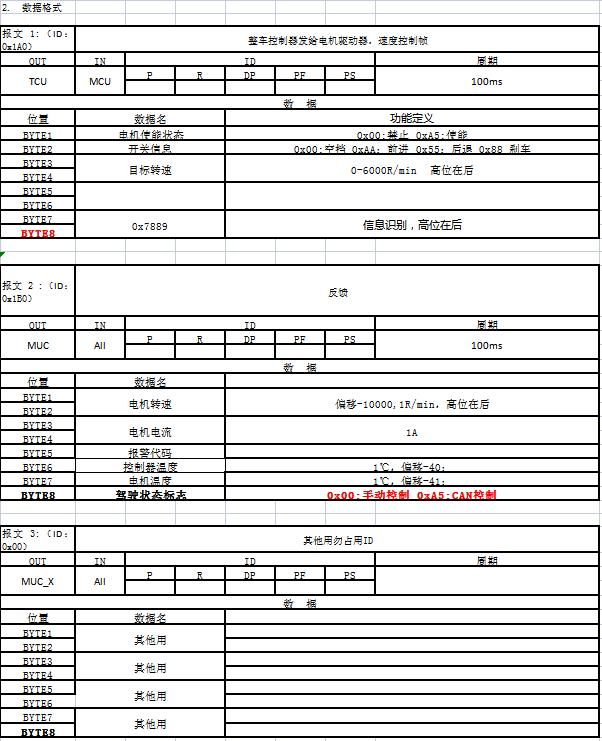 2. 数据格式
报文 1:（ID:
0x1A0）
整车控制器发给电机驱动器，速度控制帧
OUT IN ID 周期
TCU MCU P R DP PF PS 100ms
数 据
位置 数据名 功能定义
BYTE1 电机使能状态 0x00:禁止 0xA5:使能
BYTE2 开关信息 0x00:空档 0xAA: 前进 0x55: 后退 0x88 刹车
BYTE3
BYTE4
目标转速 0-6000R/min 高位在后
BYTE5
BYTE6
BYTE7
BYTE8
0x7889 信息识别，高位在后
报文 2 :（ID:
0x1B0）
反馈
OUT IN ID 周期
MUC All P R DP PF PS 100ms
数 据
位置 数据名
BYTE1
BYTE2
电机转速 偏移-10000,1R/min，高位在后
BYTE3
BYTE4
电机电流 1A
BYTE5 报警代码
BYTE6 控制器温度 1℃，偏移-40;
BYTE7 电机温度 1℃，偏移-41;
BYTE8 驾驶状态标志 0x00:手动控制 0xA5:CAN控制
报文 3:（ID:
0x00）
其他用勿占用ID
OUT IN ID 周期
MUC_X All P R DP PF PS
数 据
位置 数据名
BYTE1
BYTE2
其他用
BYTE3
BYTE4
其他用
BYTE5
BYTE6
其他用
BYTE7
BYTE8
其他用